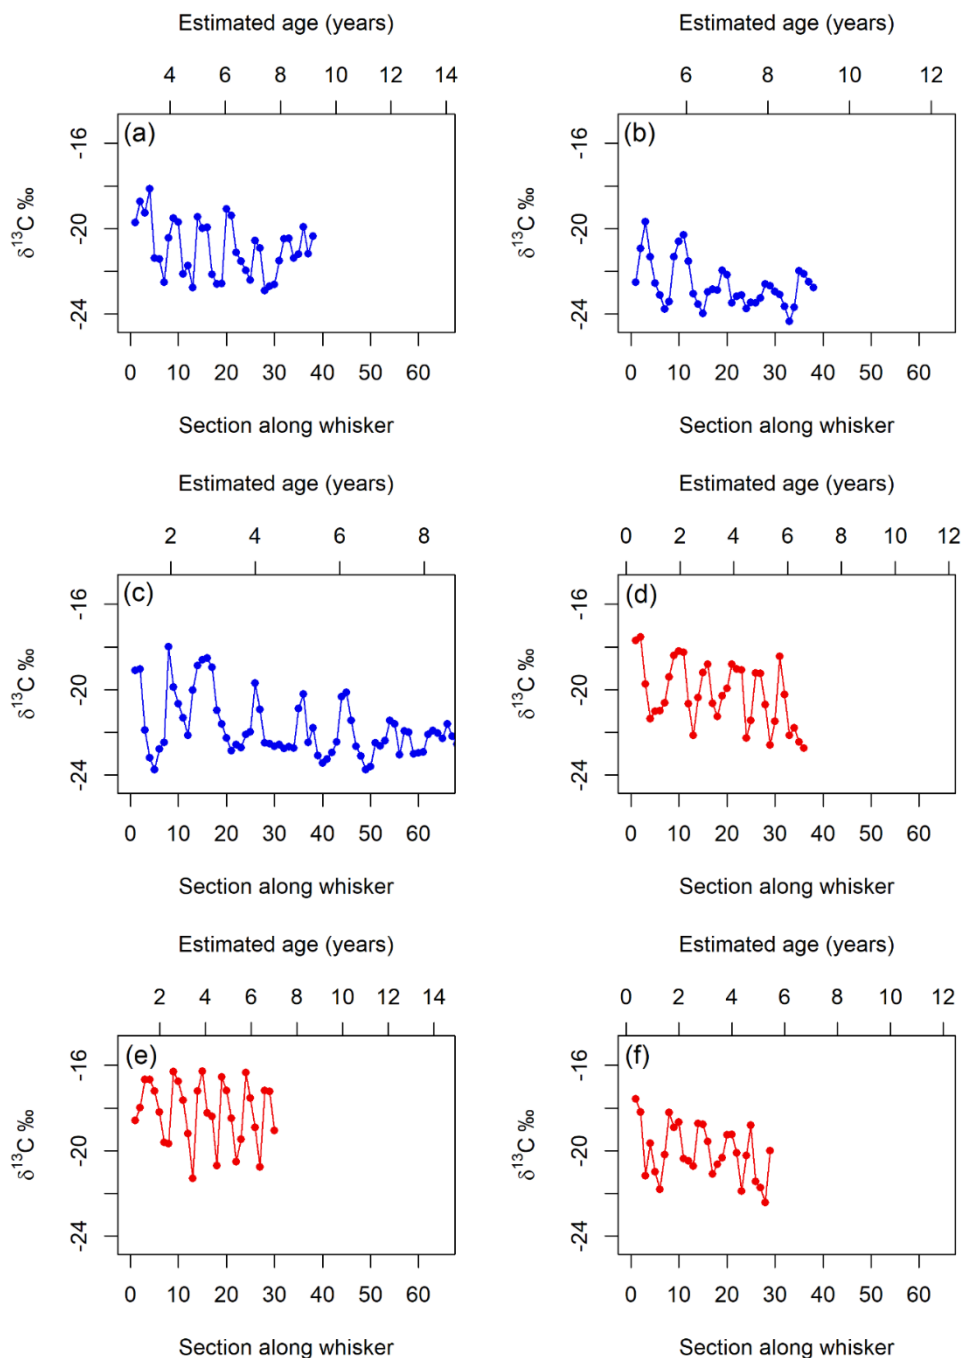 Estimated age (years) Estimated age (years)
4 6 8 10 12 14 6 8 10 12
(a) (b)
-16 -20 -24 -16 -20 -24
δ13C ‰ δ13C ‰
0 10 20 30 40 50 60 0 10 20 30 40 50 60
Section along whisker Section along whisker
Estimated age (years) Estimated age (years)
2 4 6 8 0 2 4 6 8 10 12
(c) (d)
-16 -20 -24 -16 -20 -24
δ13C ‰ δ13C ‰
0 10 20 30 40 50 60 0 10 20 30 40 50 60
Section along whisker Section along whisker
Estimated age (years) Estimated age (years)
2 4 6 8 10 12 14 0 2 4 6 8 10 12
(e) (f)
-16 -20 -24 -16 -20 -24
δ13C ‰ δ13C ‰
0 10 20 30 40 50 60 0 10 20 30 40 50 60
Section along whisker Section along whisker